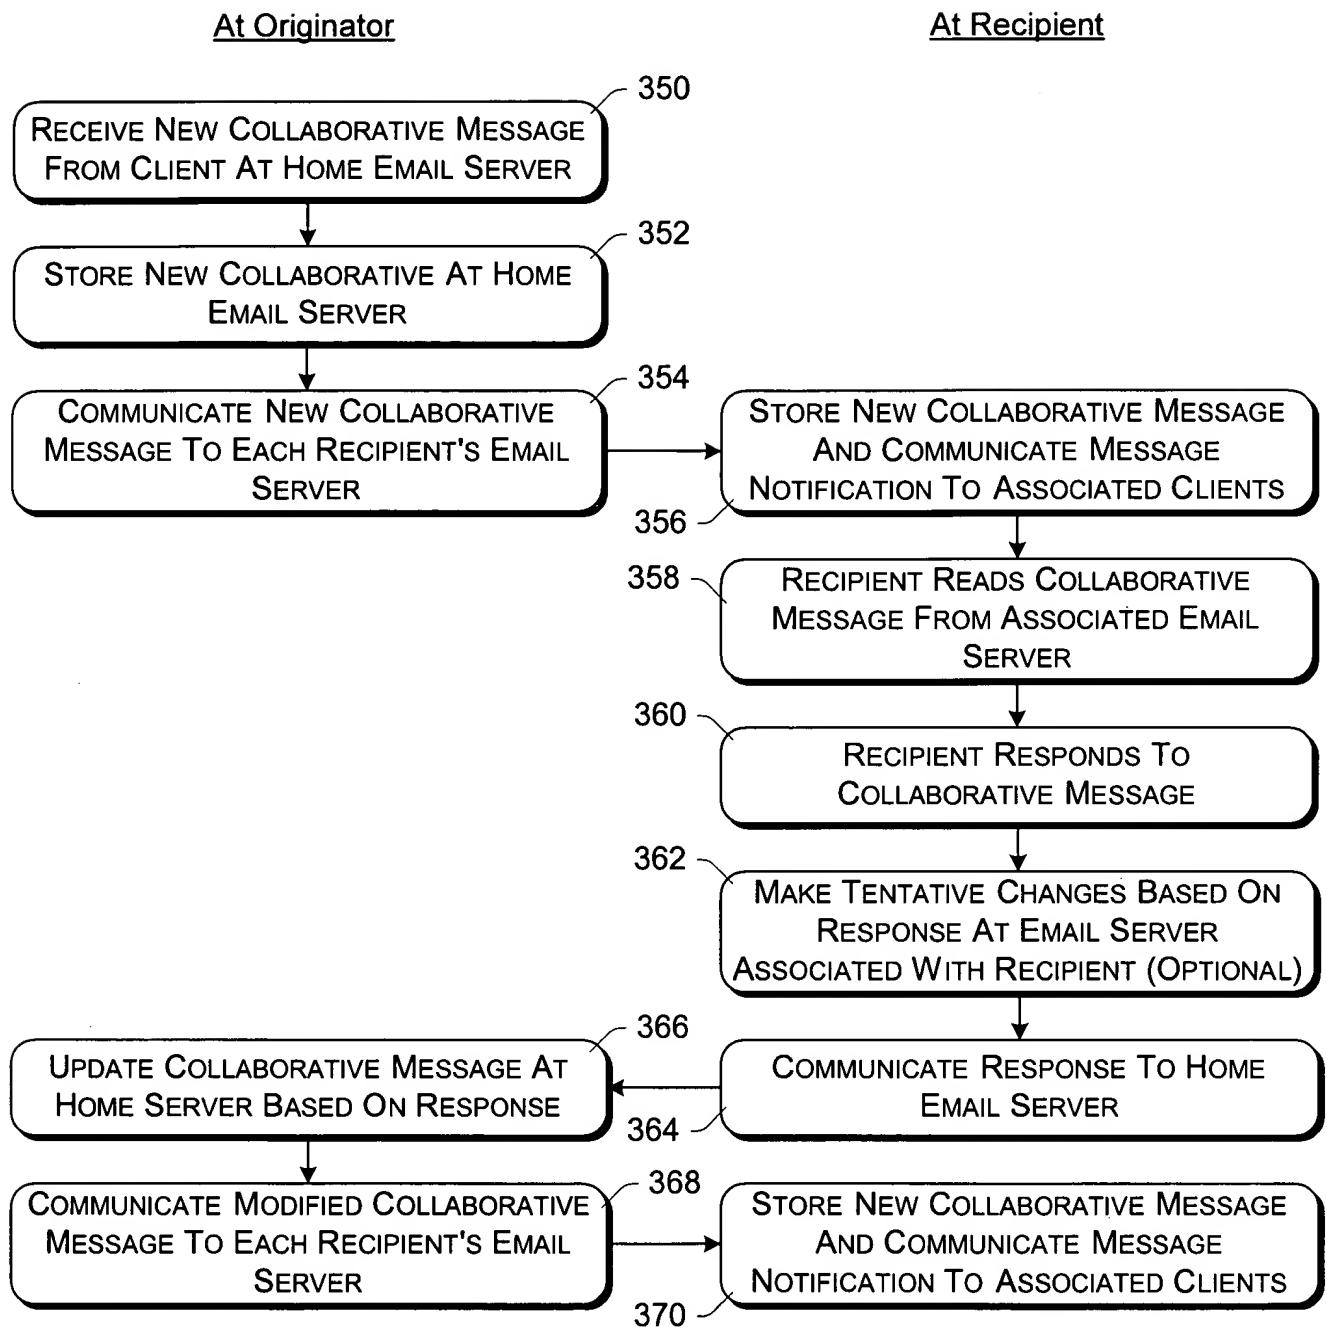 At Originator
At Recipient
350
RECEIVE NEW COLLABORATIVE MESSAGE
FROM CLIENT AT HOME EMAIL SERVER
352
STORE NEW COLLABORATIVE AT HOME
EMAIL SERVER
354
COMMUNICATE NEW COLLABORATIVE
MESSAGE TO EACH RECIPIENT'S EMAIL
SERVER
STORE NEW COLLABORATIVE MESSAGE
AND COMMUNICATE MESSAGE
NOTIFICATION TO ASSOCIATED CLIENTS
356
358
RECIPIENT READS COLLABORATIVE
MESSAGE FROM ASSOCIATED EMAIL
SERVER
360
RECIPIENT RESPONDS TO
COLLABORATIVE MESSAGE
362
MAKE TENTATIVE CHANGES BASED ON
RESPONSE AT EMAIL SERVER
ASSOCIATED WITH RECIPIENT (OPTIONAL)
COMMUNICATE RESPONSE TO HOME
EMAIL SERVER
364
366
UPDATE COLLABORATIVE MESSAGE AT
HOME SERVER BASED ON RESPONSE
368
COMMUNICATE MODIFIED COLLABORATIVE
MESSAGE TO EACH RECIPIENT'S EMAIL
SERVER
STORE NEW COLLABORATIVE MESSAGE
AND COMMUNICATE MESSAGE
NOTIFICATION TO ASSOCIATED CLIENTS
370